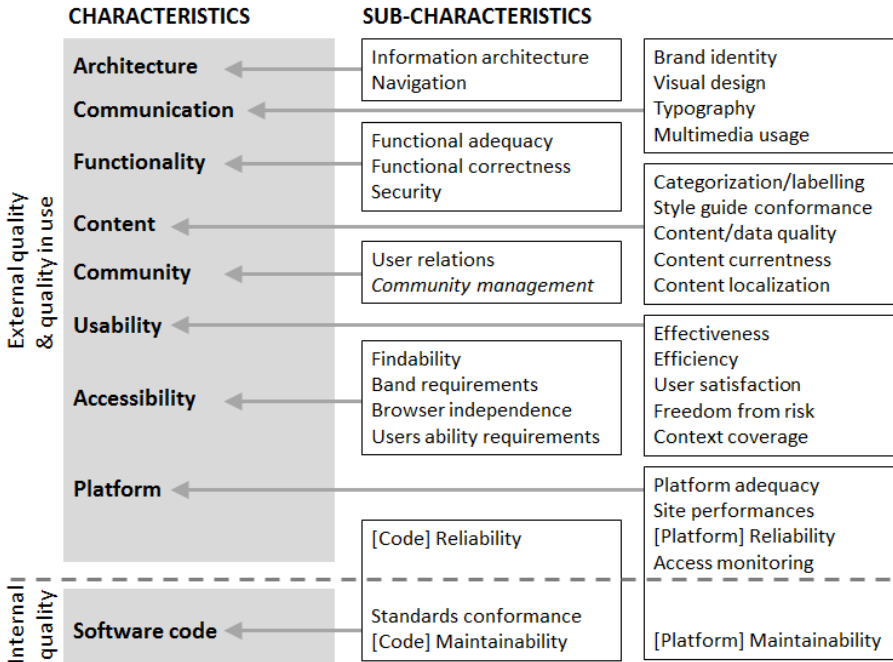 CHARACTERISTICS
SUB-CHARACTERISTICS
External quality
& quality in use
Architecture
Information architecture
Navigation
Communication
Brand identity
Visual design
Typography
Multimedia usage
Functionality
Functional adequacy
Functional correctness
Security
Content
Categorization/labelling
Style guide conformance
Content/data quality
Content currentness
Content localization
Community
User relations
Community management
Usability
Effectiveness
Efficiency
User satisfaction
Freedom from risk
Context coverage
Accessibility
Findability
Band requirements
Browser independence
Users ability requirements
Platform
Platform adequacy
Site performances
[Platform] Reliability
Access monitoring
[Code] Reliability
Internal
quality
Software code
Standards conformance
[Code] Maintainability
[Platform] Maintainability